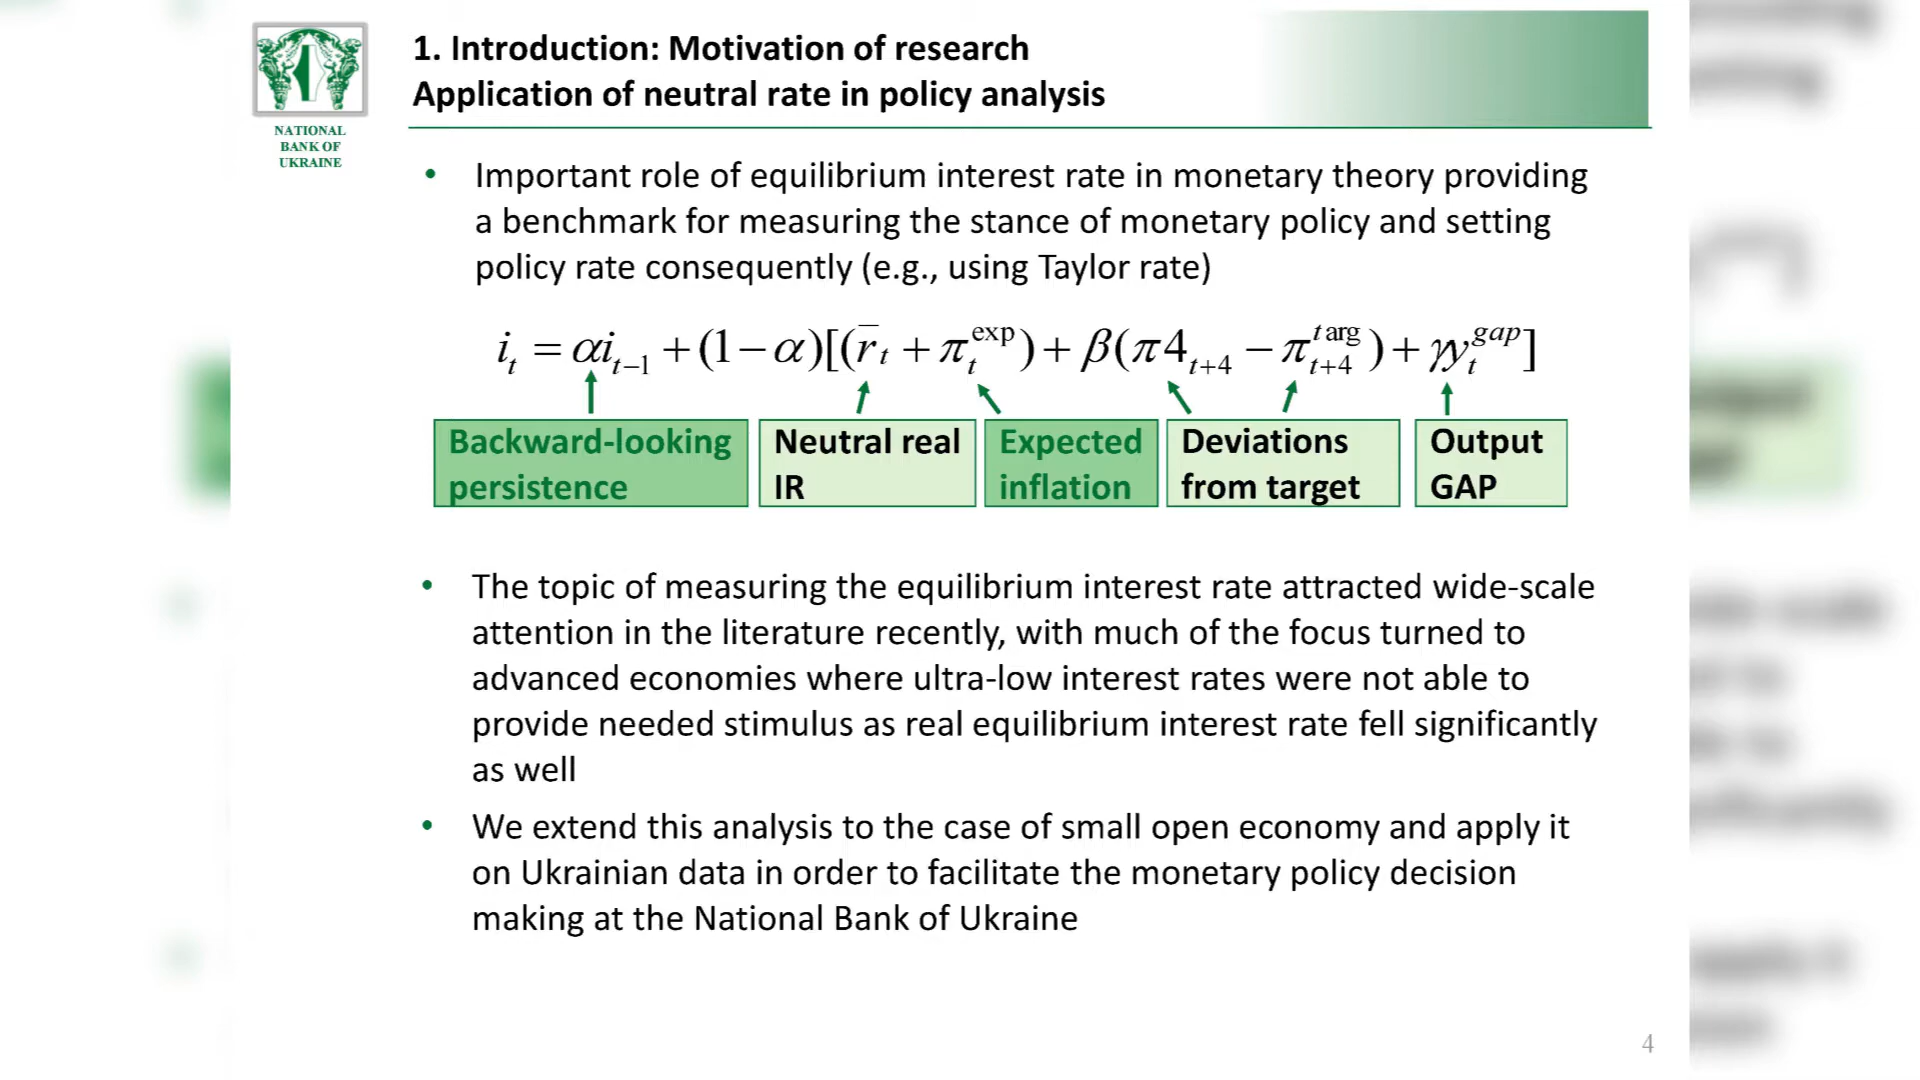 NATIONAL
BANK OF
UKRAINE
1. Introduction: Motivation of research
Application of neutral rate in policy analysis
• Important role of equilibrium interest rate in monetary theory providing
a benchmark for measuring the stance of monetary policy and setting
policy rate consequently (e.g., using Taylor rate)
i_t = αi_{t−1} + (1−α)[(r̄_t + π_t^{exp}) + β(π4_{t+4} − π_{t+4}^{targ}) + γy_t^{gap}]
Backward-looking
persistence
Neutral real
IR
Expected
inflation
Deviations
from target
Output
GAP
• The topic of measuring the equilibrium interest rate attracted wide-scale
attention in the literature recently, with much of the focus turned to
advanced economies where ultra-low interest rates were not able to
provide needed stimulus as real equilibrium interest rate fell significantly
as well
• We extend this analysis to the case of small open economy and apply it
on Ukrainian data in order to facilitate the monetary policy decision
making at the National Bank of Ukraine
4